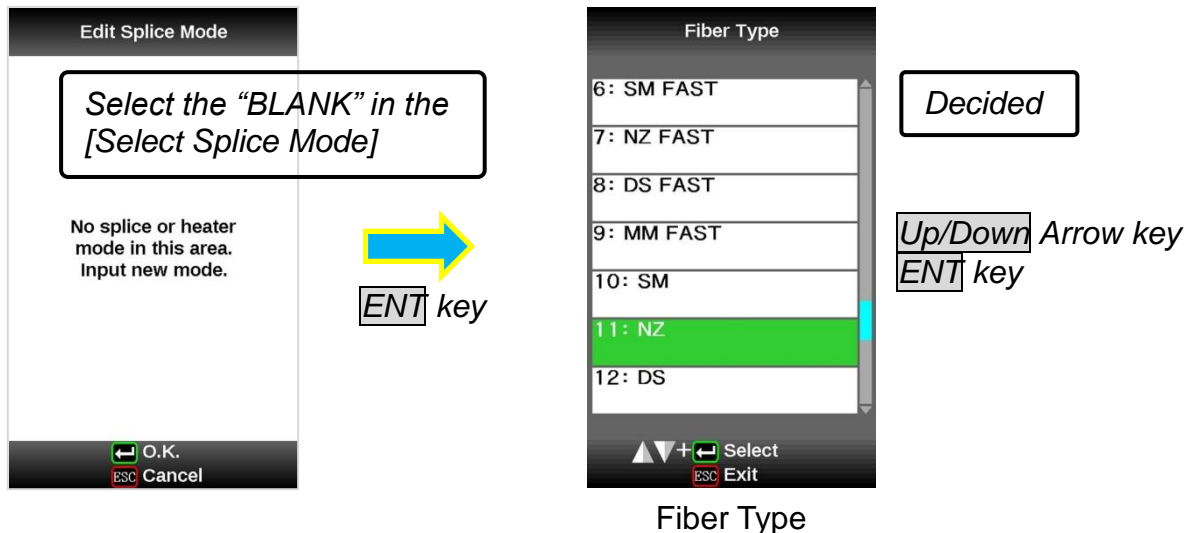 Edit Splice Mode
Select the “BLANK” in the
[Select Splice Mode]
No splice or heater
mode in this area.
Input new mode.
O.K.
ESC Cancel
ENT key
Fiber Type
6: SM FAST
7: NZ FAST
8: DS FAST
9: MM FAST
10: SM
11: NZ
12: DS
+ Select
ESC Exit
Fiber Type
Decided
Up/Down Arrow key
ENT key